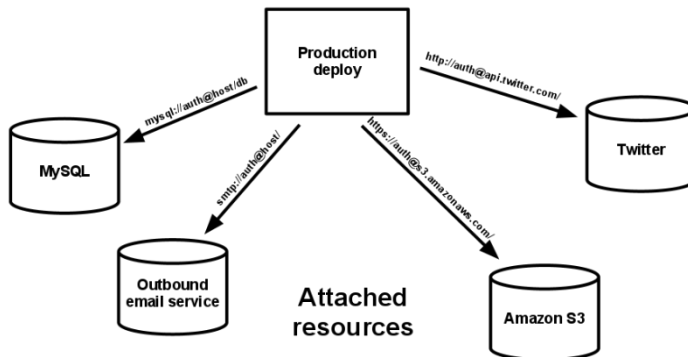 Production
deploy
mysql://auth@host/db
http://auth@api.twitter.com/
smtp://auth@host/
https://auth@s3.amazonaws.com/
MySQL
Twitter
Outbound
email service
Attached
resources
Amazon S3